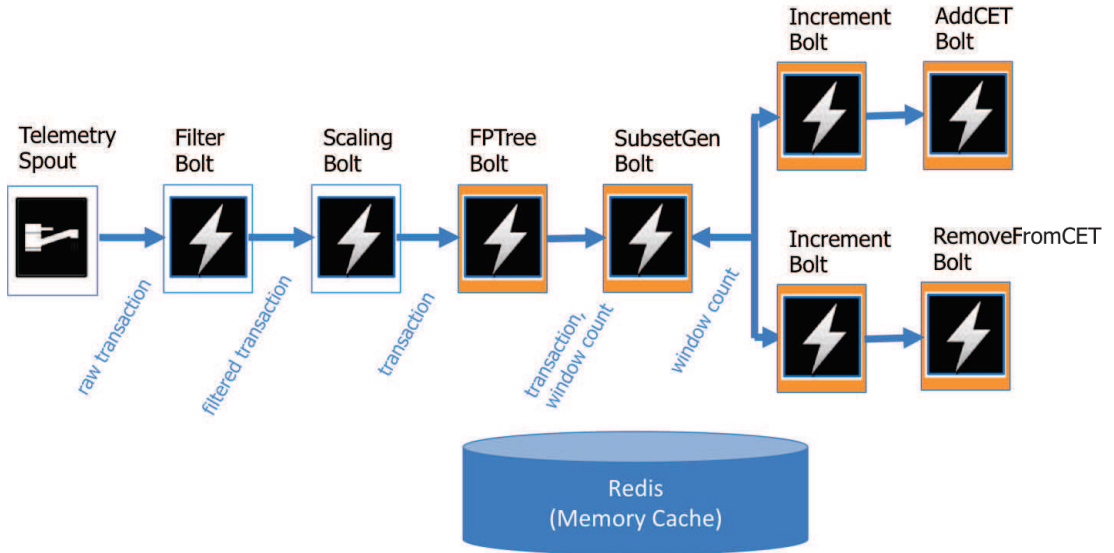 Increment
Bolt
AddCET
Bolt
Telemetry
Spout
Filter
Bolt
Scaling
Bolt
FPTree
Bolt
SubsetGen
Bolt
Increment
Bolt
RemoveFromCET
Bolt
raw transaction
filtered transaction
transaction
transaction,
window count
window count
Redis
(Memory Cache)